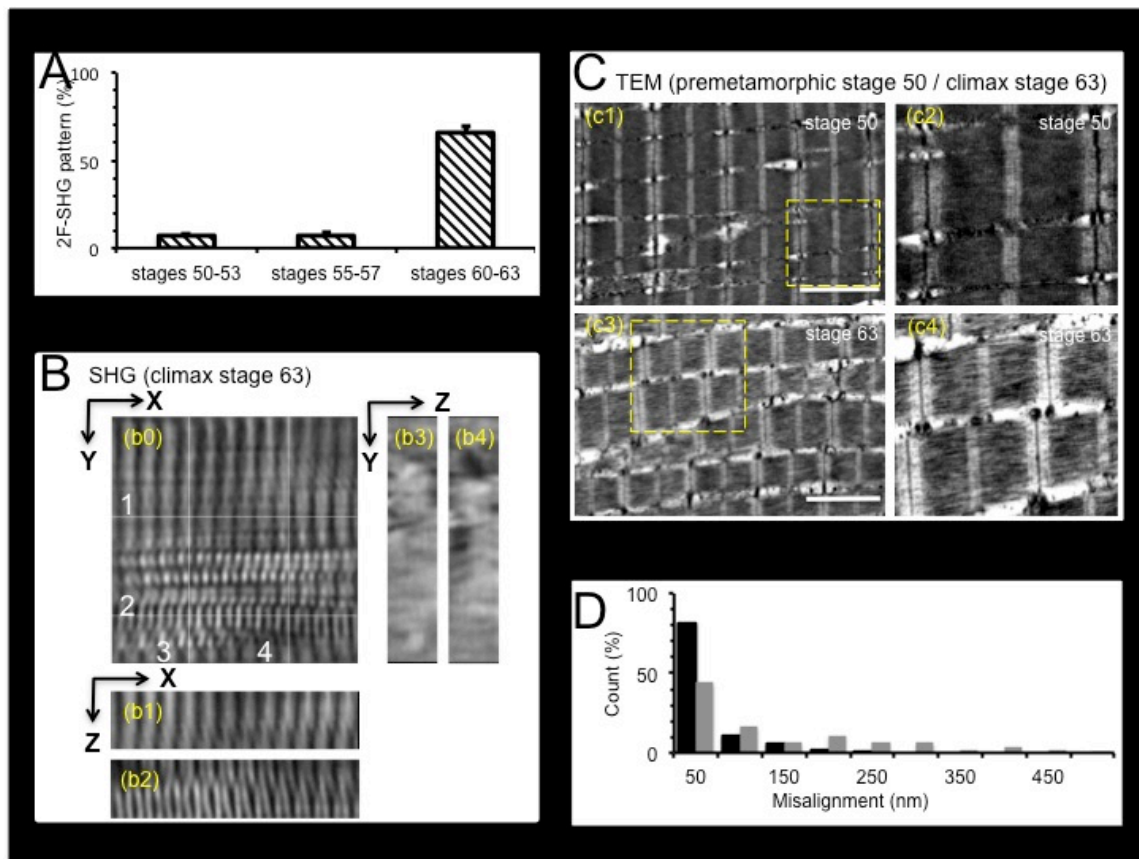 A
2F-SHG pattern (%)
100
50
0
stages 50-53
stages 55-57
stages 60-63
B
SHG (climax stage 63)
X
Y
(b0)
1
2
3
4
Z
Y
(b3)
(b4)
X
Z
(b1)
(b2)
C
TEM (premetamorphic stage 50 / climax stage 63)
(c1)
stage 50
(c2)
stage 50
(c3)
stage 63
(c4)
stage 63
D
Count (%)
100
50
0
50
150
250
350
450
Misalignment (nm)